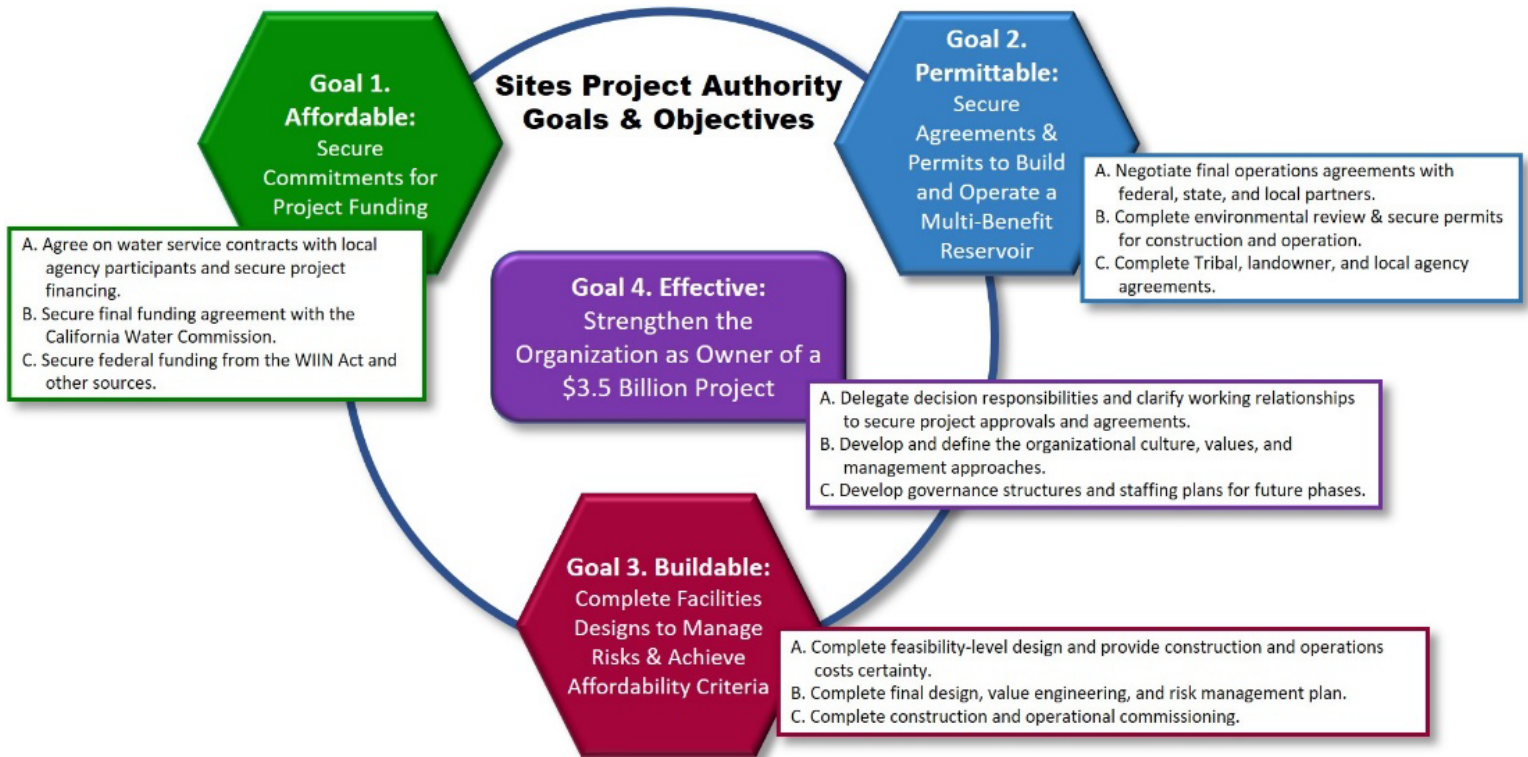 Sites Project Authority
Goals & Objectives
Goal 1.
Affordable:
Secure
Commitments for
Project Funding
A. Agree on water service contracts with local
agency participants and secure project
financing.
B. Secure final funding agreement with the
California Water Commission.
C. Secure federal funding from the WIIN Act and
other sources.
Goal 2.
Permittable:
Secure
Agreements &
Permits to Build
and Operate a
Multi-Benefit
Reservoir
A. Negotiate final operations agreements with
federal, state, and local partners.
B. Complete environmental review & secure permits
for construction and operation.
C. Complete Tribal, landowner, and local agency
agreements.
Goal 4. Effective:
Strengthen the
Organization as Owner of a
$3.5 Billion Project
A. Delegate decision responsibilities and clarify working relationships
to secure project approvals and agreements.
B. Develop and define the organizational culture, values, and
management approaches.
C. Develop governance structures and staffing plans for future phases.
Goal 3. Buildable:
Complete Facilities
Designs to Manage
Risks & Achieve
Affordability Criteria
A. Complete feasibility-level design and provide construction and operations
costs certainty.
B. Complete final design, value engineering, and risk management plan.
C. Complete construction and operational commissioning.